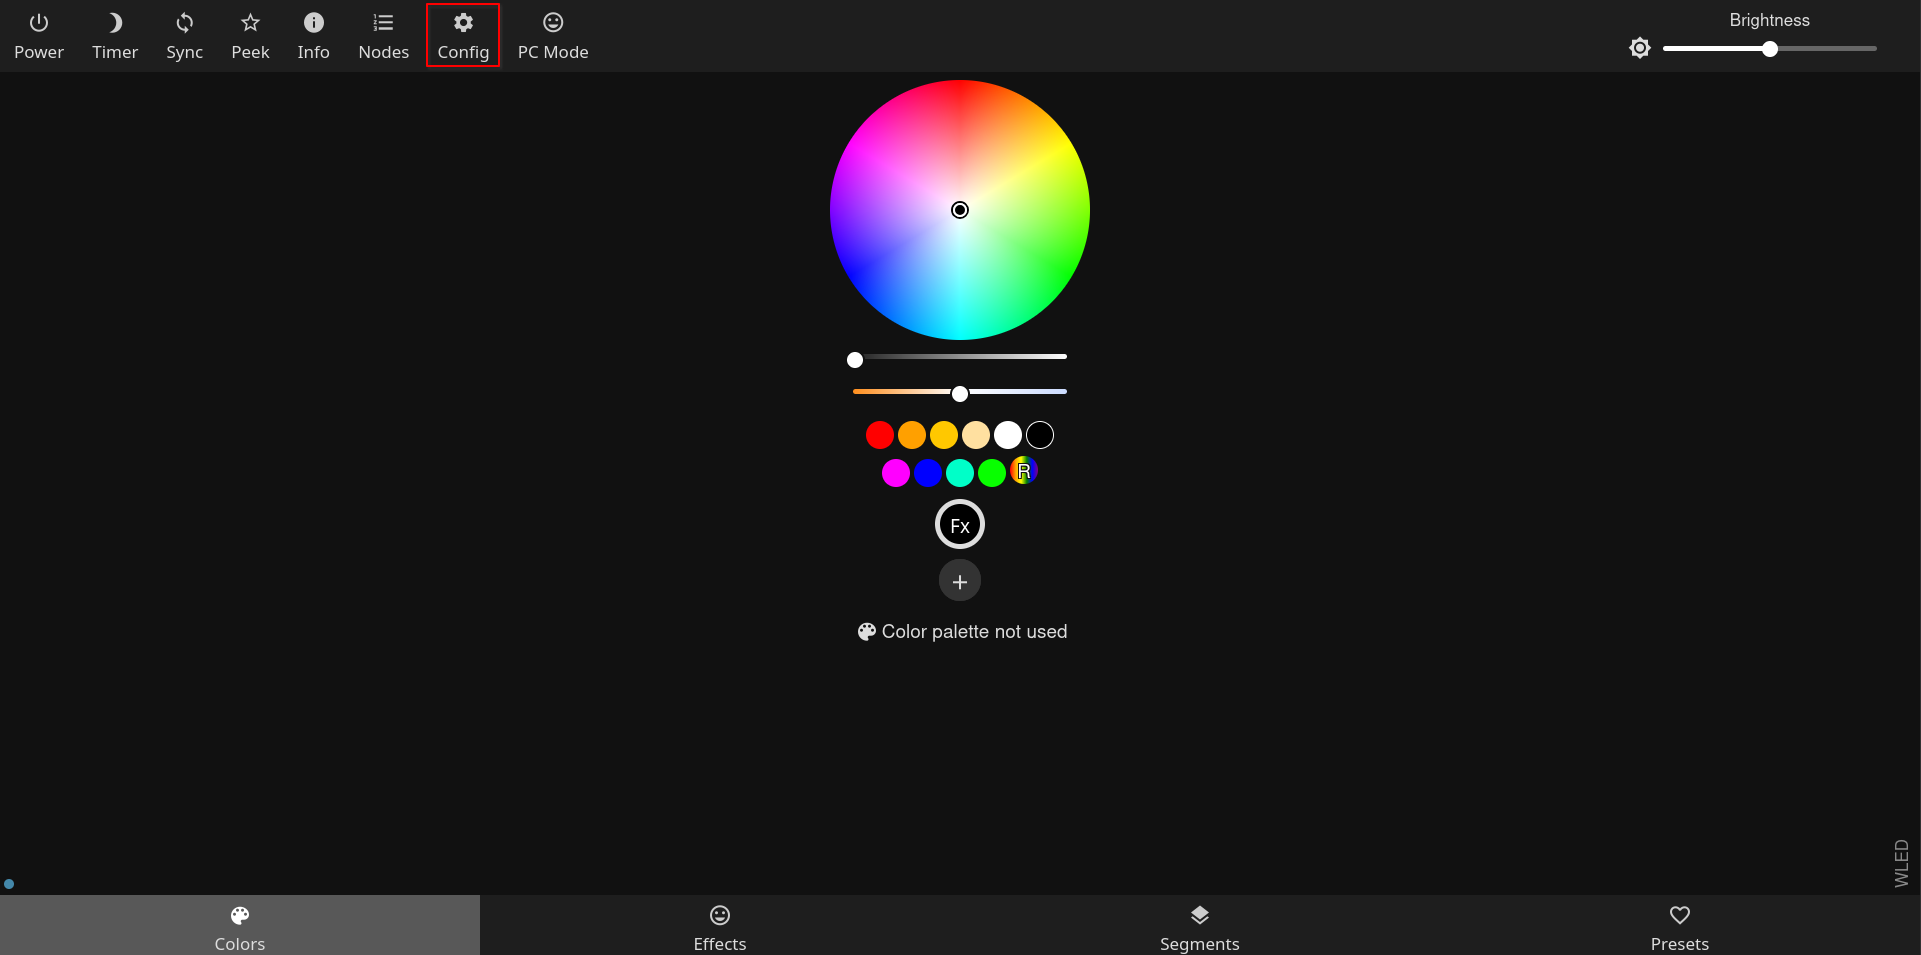 Power Timer Sync Peek Info Nodes Config PC Mode
Brightness
R
Fx
+
Color palette not used
WLED
Colors Effects Segments Presets